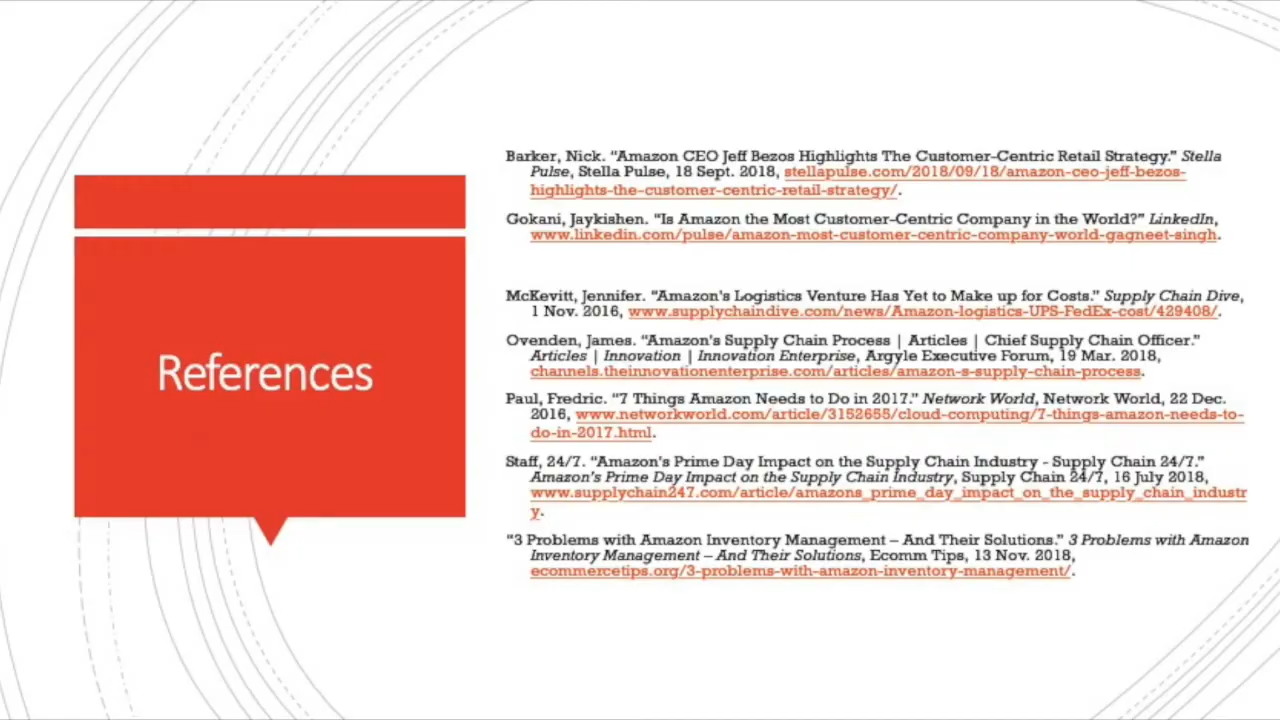 References
Barker, Nick. “Amazon CEO Jeff Bezos Highlights The Customer-Centric Retail Strategy.” Stella
Pulse, Stella Pulse, 18 Sept. 2018, stellapulse.com/2018/09/18/amazon-ceo-jeff-bezos-
highlights-the-customer-centric-retail-strategy/.
Gokani, Jaykishen. “Is Amazon the Most Customer-Centric Company in the World?” LinkedIn,
www.linkedin.com/pulse/amazon-most-customer-centric-company-world-gagneet-singh.
McKevitt, Jennifer. “Amazon's Logistics Venture Has Yet to Make up for Costs.” Supply Chain Dive,
1 Nov. 2016, www.supplychaindive.com/news/Amazon-logistics-UPS-FedEx-cost/429408/.
Ovenden, James. “Amazon's Supply Chain Process | Articles | Chief Supply Chain Officer.”
Articles | Innovation | Innovation Enterprise, Argyle Executive Forum, 19 Mar. 2018,
channels.theinnovationenterprise.com/articles/amazon-s-supply-chain-process.
Paul, Fredric. “7 Things Amazon Needs to Do in 2017.” Network World, Network World, 22 Dec.
2016, www.networkworld.com/article/3152655/cloud-computing/7-things-amazon-needs-to-
do-in-2017.html.
Staff, 24/7. “Amazon's Prime Day Impact on the Supply Chain Industry - Supply Chain 24/7.”
Amazon's Prime Day Impact on the Supply Chain Industry, Supply Chain 24/7, 16 July 2018,
www.supplychain247.com/article/amazons_prime_day_impact_on_the_supply_chain_industr
y.
“3 Problems with Amazon Inventory Management – And Their Solutions.” 3 Problems with Amazon
Inventory Management – And Their Solutions, Ecomm Tips, 13 Nov. 2018,
ecommercetips.org/3-problems-with-amazon-inventory-management/.